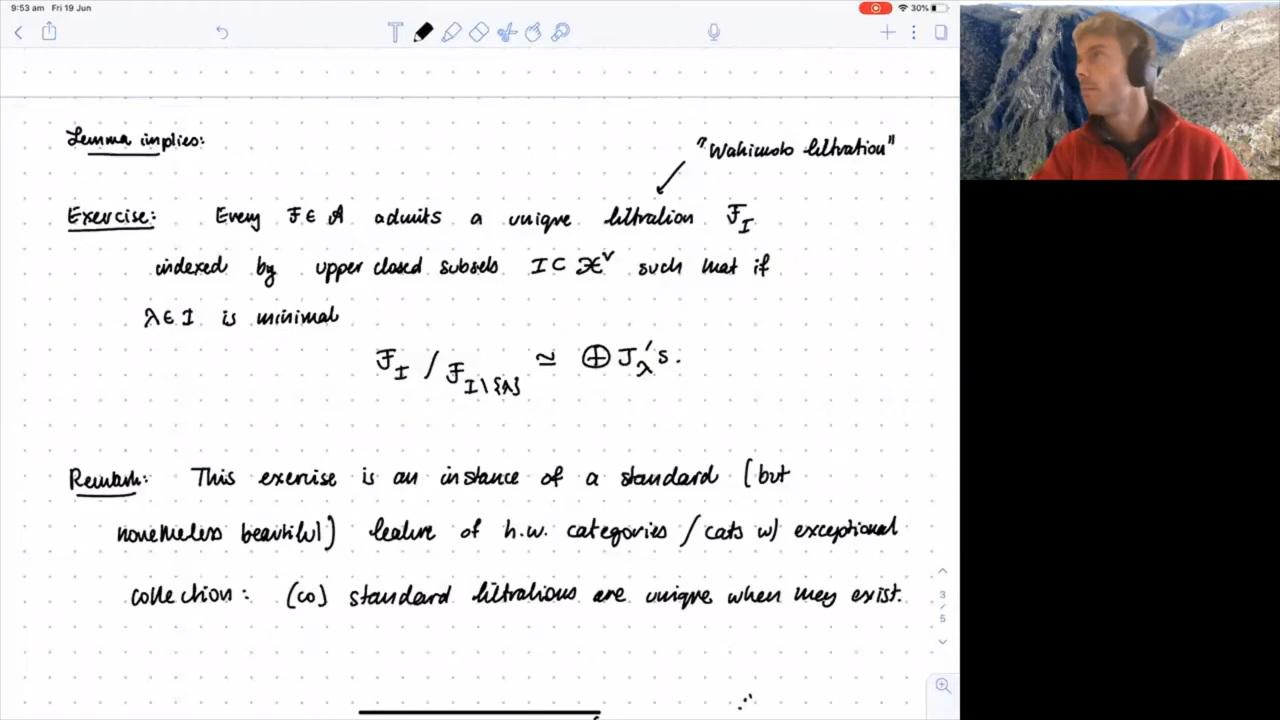 9:53 am Fri 19 Jun
30%
Lemma implies:
"Wakimoto filtration"
Exercise: Every F ∈ A admits a unique filtration F_I
indexed by upper closed subsets I ⊂ X^∨ such that if
λ ∈ I is minimal
F_I / F_{I \ {λ}} ≃ ⊕ J_λ's.
Remark: This exercise is an instance of a standard (but
nonetheless beautiful) feature of h.w. categories / cats w/ exceptional
collection: (co) standard filtrations are unique when they exist.
3
/
5